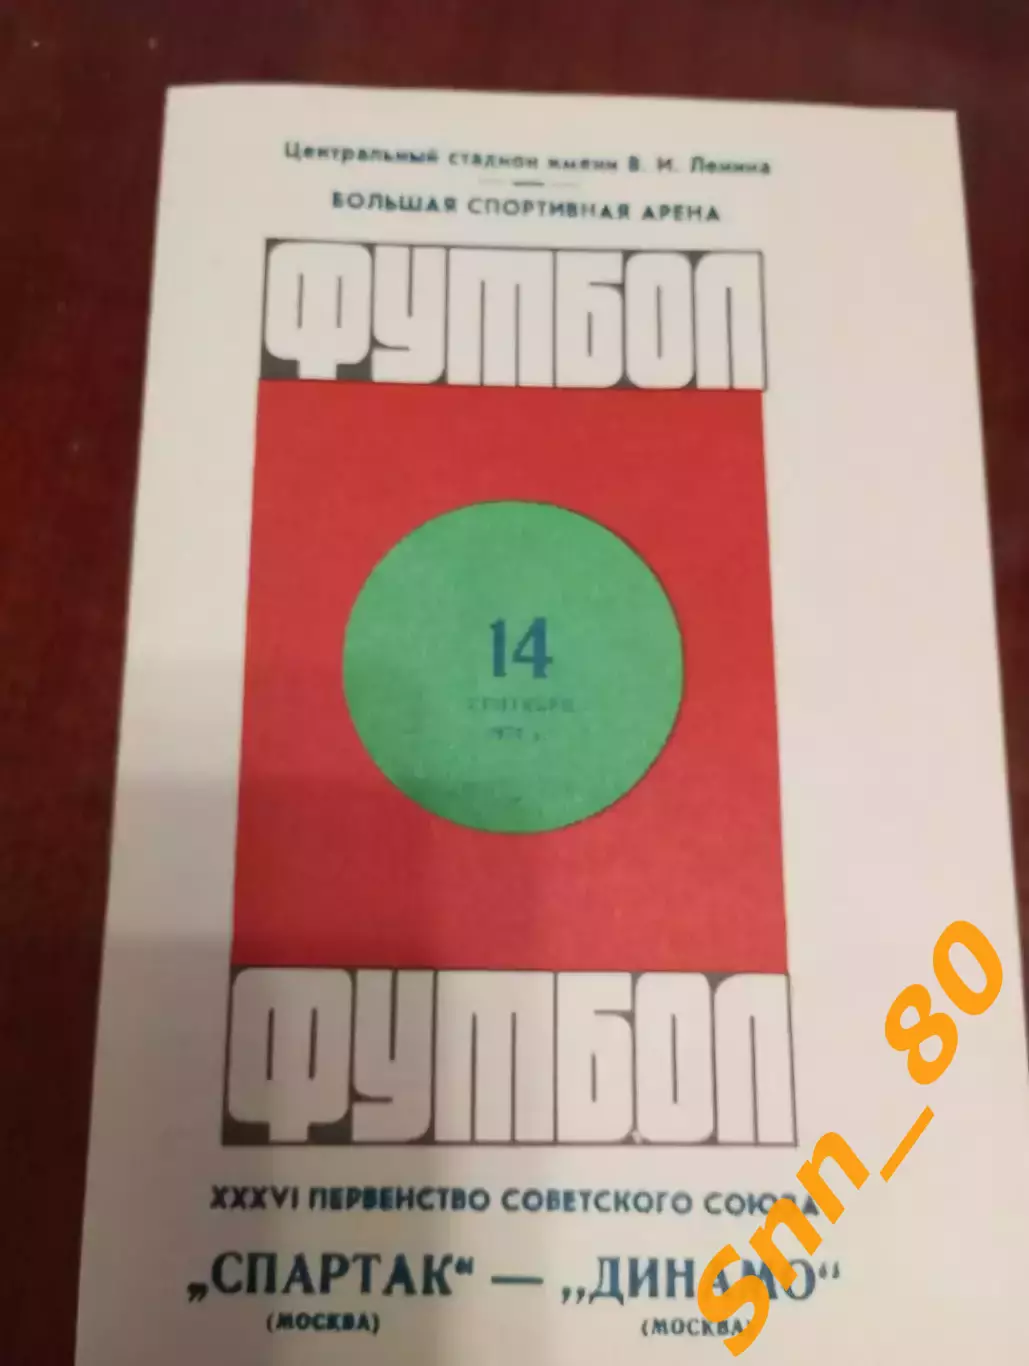 Центральный стадион имени В. И. Ленина
БОЛЬШАЯ СПОРТИВНАЯ АРЕНА
ФУТБОЛ
14
СЕНТЯБРЯ
ФУТБОЛ
XXXVI ПЕРВЕНСТВО СОВЕТСКОГО СОЮЗА
„СПАРТАК“ — „ДИНАМО“
(МОСКВА) (МОСКВА)
Snn_80